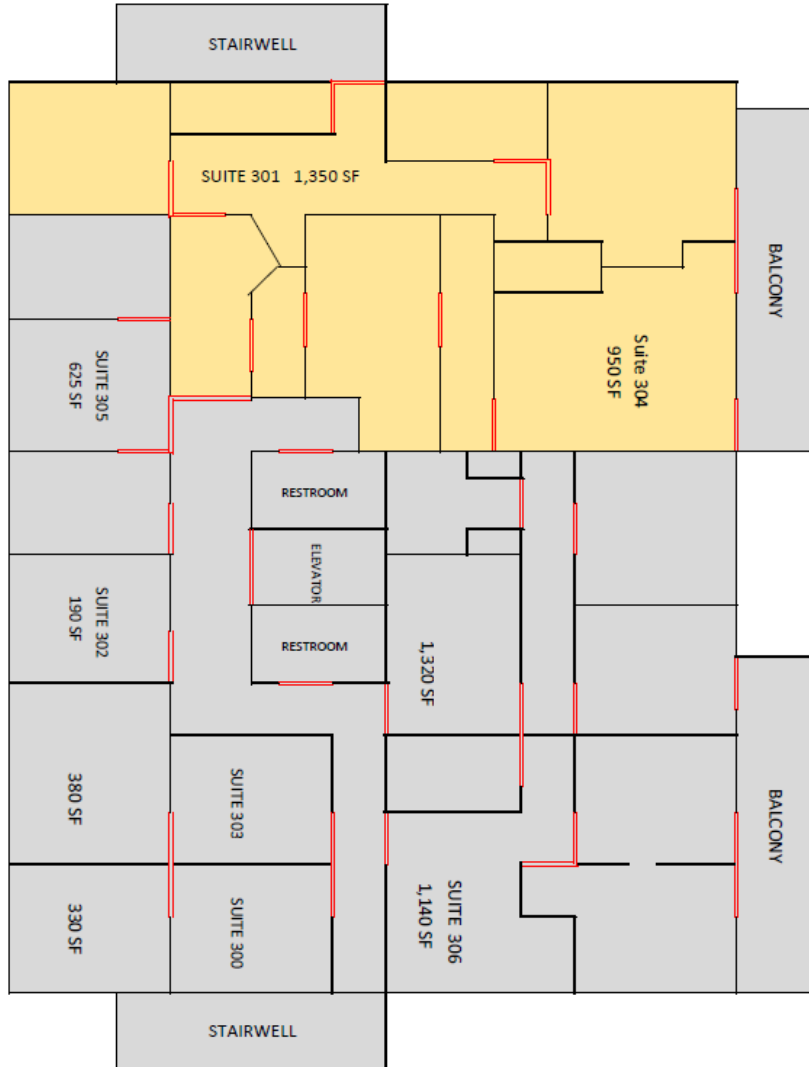 STAIRWELL
SUITE 301 1,350 SF
BALCONY
Suite 304
950 SF
SUITE 305
625 SF
RESTROOM
ELEVATOR
SUITE 302
190 SF
RESTROOM
1,320 SF
380 SF
SUITE 303
BALCONY
330 SF
SUITE 300
SUITE 306
1,140 SF
STAIRWELL